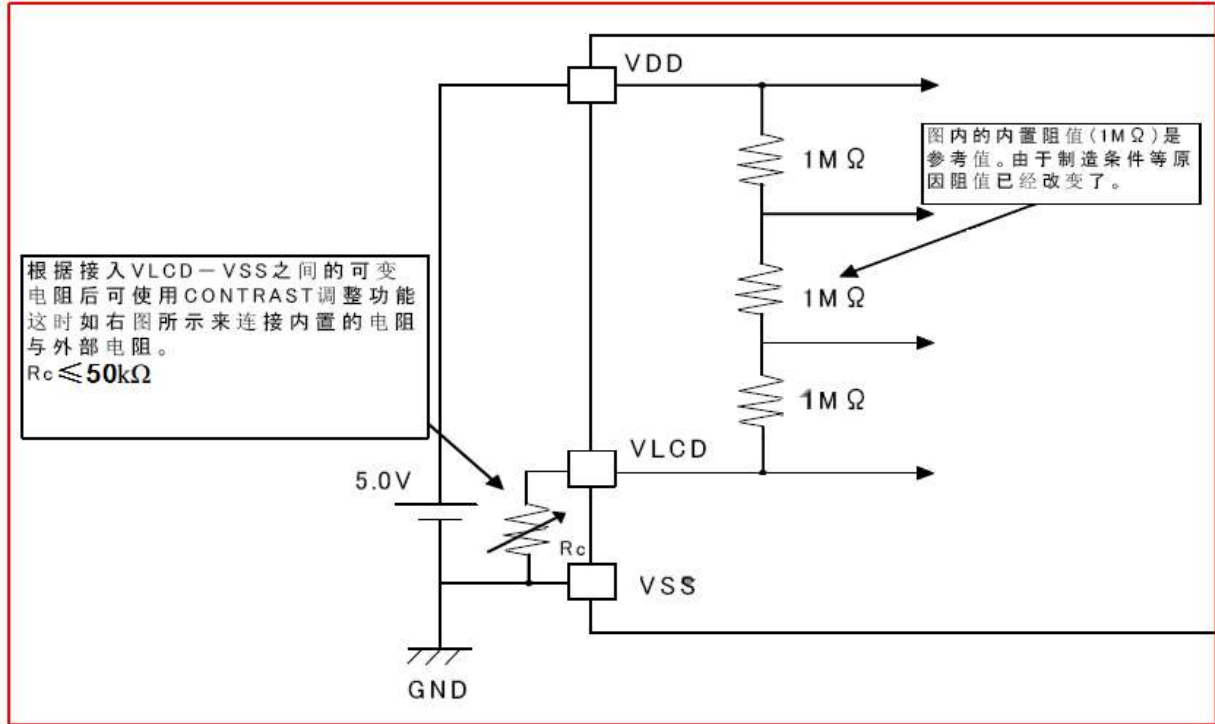 VDD
1MΩ
图内的内置阻值(1MΩ)是
参考值。由于制造条件等原
因阻值已经改变了。
根据接入VLCD－VSS之间的可变
电阻后可使用CONTRAST调整功能
这时如右图所示来连接内置的电阻
与外部电阻。
Rc≤50kΩ
1MΩ
1MΩ
VLCD
5.0V
Rc
VSS
GND